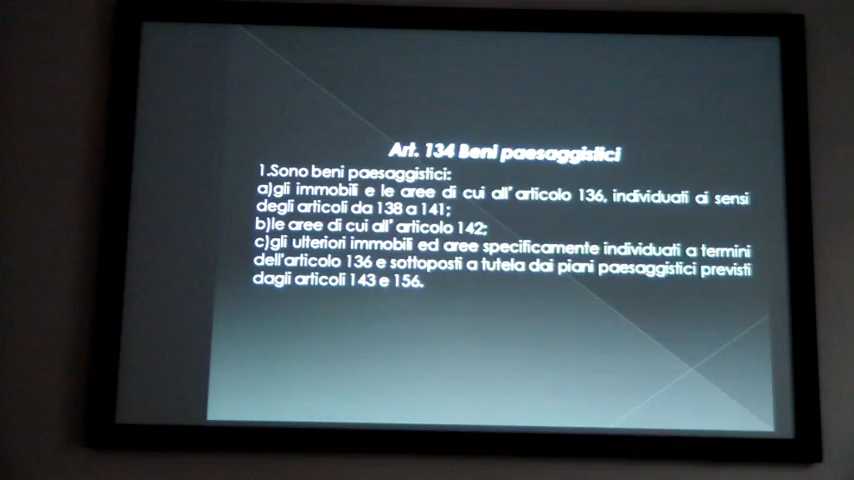 Art. 134 Beni paesaggistici
1.Sono beni paesaggistici:
a)gli immobili e le aree di cui all' articolo 136, individuati ai sensi
degli articoli da 138 a 141;
b)le aree di cui all' articolo 142;
c)gli ulteriori immobili ed aree specificamente individuati a termini
dell'articolo 136 e sottoposti a tutela dai piani paesaggistici previsti
dagli articoli 143 e 156.